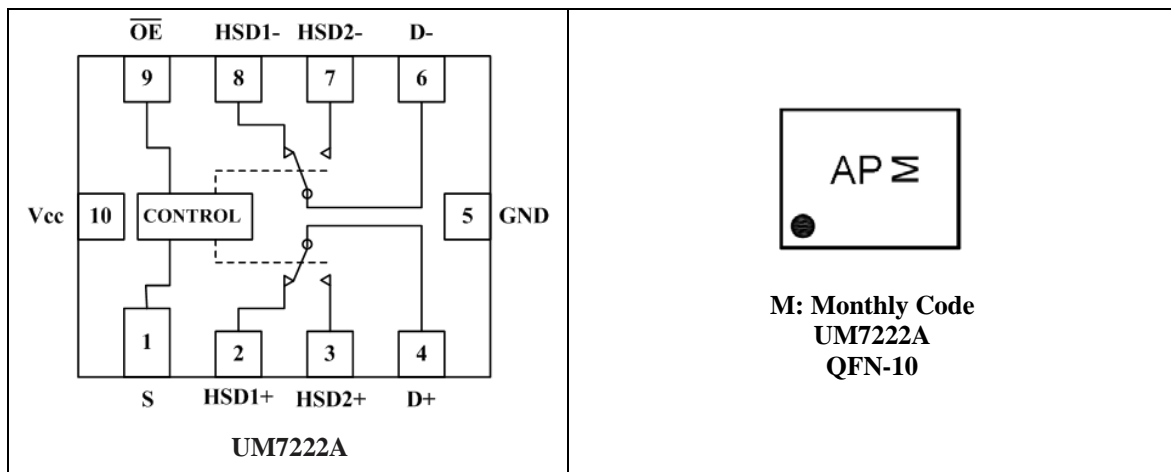 OE HSD1- HSD2- D-
9 8 7 6
Vcc 10 CONTROL 5 GND
1 2 3 4
S HSD1+ HSD2+ D+
UM7222A
AP M
M: Monthly Code
UM7222A
QFN-10